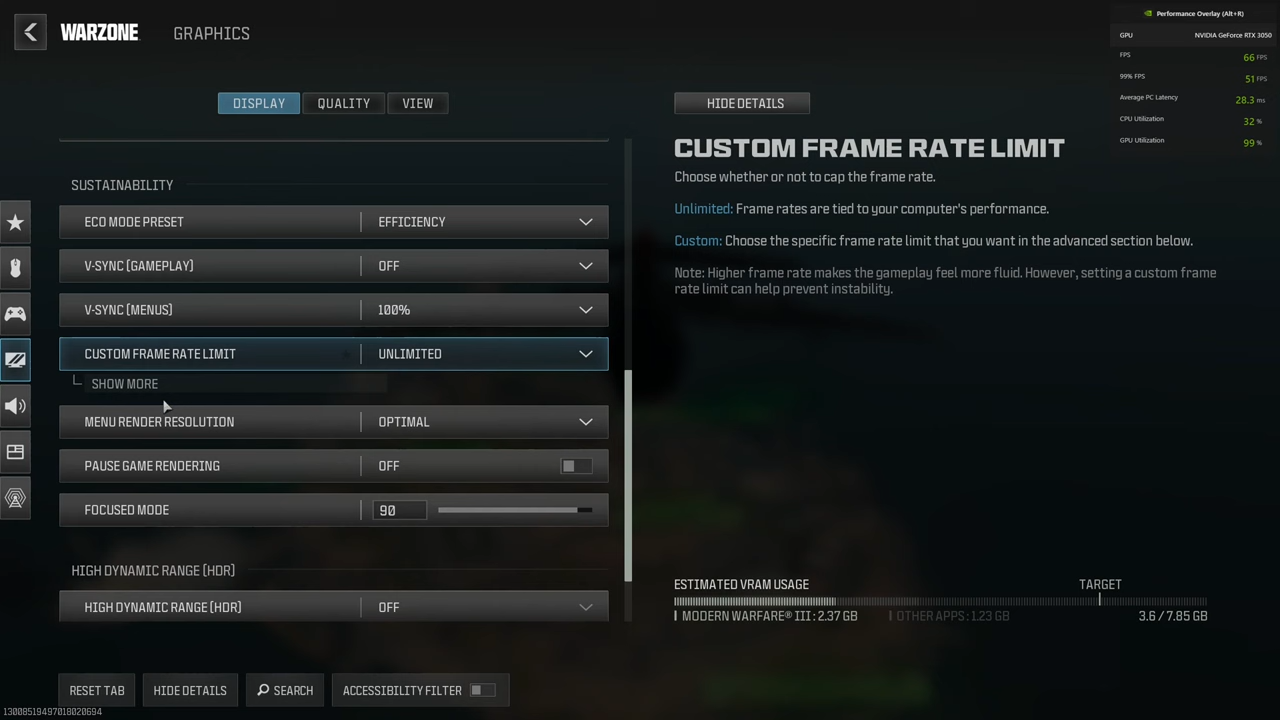 WARZONE
GRAPHICS
Performance Overlay (Alt+R)
GPU NVIDIA GeForce RTX 3050
FPS 66 FPS
99% FPS 51 FPS
Average PC Latency 28.3 ms
CPU Utilization 32 %
GPU Utilization 99 %
DISPLAY QUALITY VIEW
SUSTAINABILITY
ECO MODE PRESET EFFICIENCY
V-SYNC (GAMEPLAY) OFF
V-SYNC (MENUS) 100%
CUSTOM FRAME RATE LIMIT UNLIMITED
SHOW MORE
MENU RENDER RESOLUTION OPTIMAL
PAUSE GAME RENDERING OFF
FOCUSED MODE 90
HIGH DYNAMIC RANGE (HDR)
HIGH DYNAMIC RANGE (HDR) OFF
HIDE DETAILS
CUSTOM FRAME RATE LIMIT
Choose whether or not to cap the frame rate.
Unlimited: Frame rates are tied to your computer's performance.
Custom: Choose the specific frame rate limit that you want in the advanced section below.
Note: Higher frame rate makes the gameplay feel more fluid. However, setting a custom frame
rate limit can help prevent instability.
ESTIMATED VRAM USAGE TARGET
MODERN WARFARE® III : 2.37 GB OTHER APPS : 1.23 GB 3.6 / 7.85 GB
RESET TAB HIDE DETAILS SEARCH ACCESSIBILITY FILTER
13008519497018020694